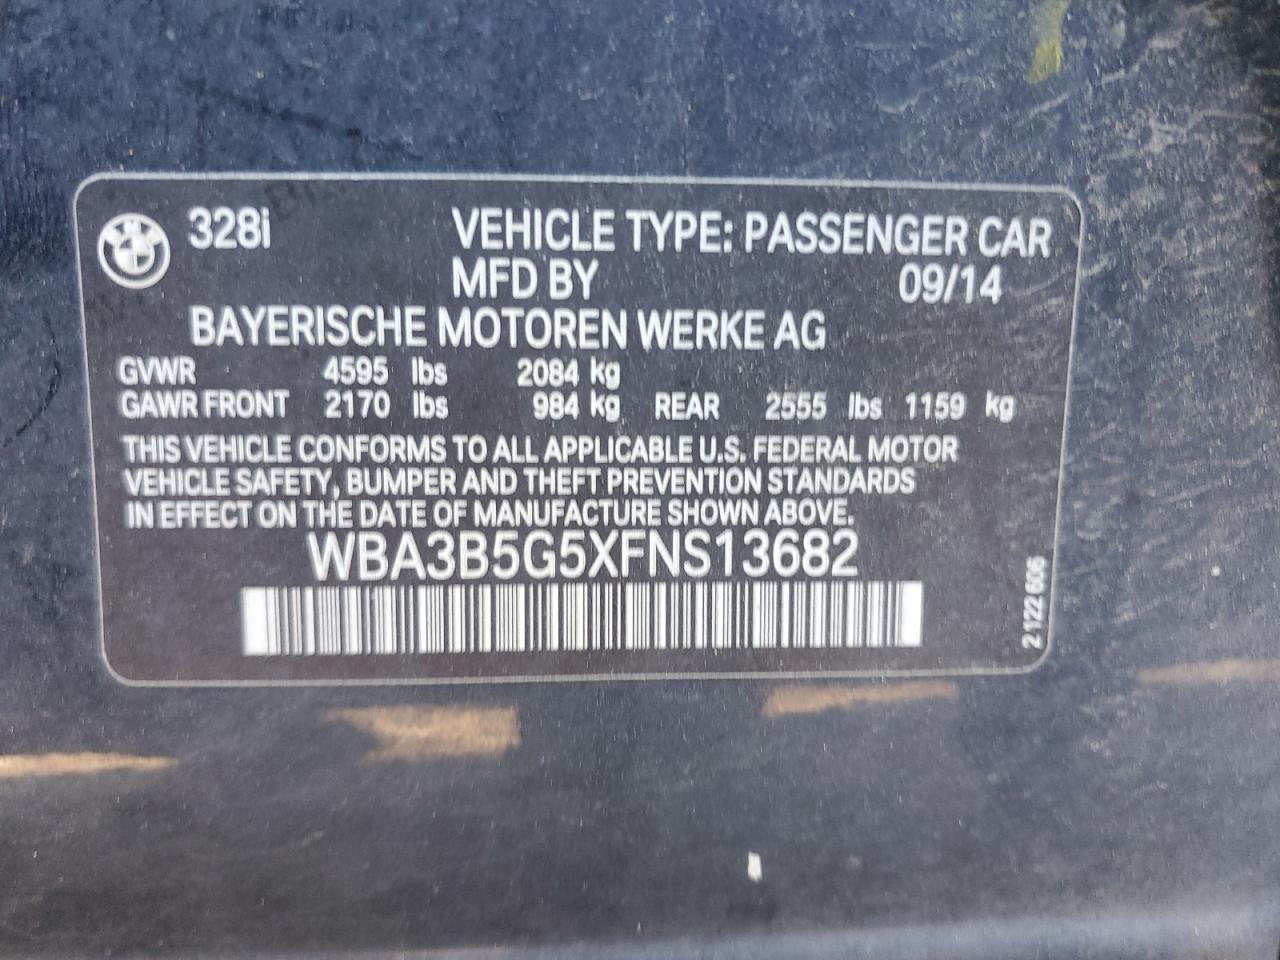 328i VEHICLE TYPE: PASSENGER CAR
MFD BY 09/14
BAYERISCHE MOTOREN WERKE AG
GVWR 4595 lbs 2084 kg
GAWR FRONT 2170 lbs 984 kg REAR 2555 lbs 1159 kg
THIS VEHICLE CONFORMS TO ALL APPLICABLE U.S. FEDERAL MOTOR
VEHICLE SAFETY, BUMPER AND THEFT PREVENTION STANDARDS
IN EFFECT ON THE DATE OF MANUFACTURE SHOWN ABOVE.
WBA3B5G5XFNS13682
2 122 606